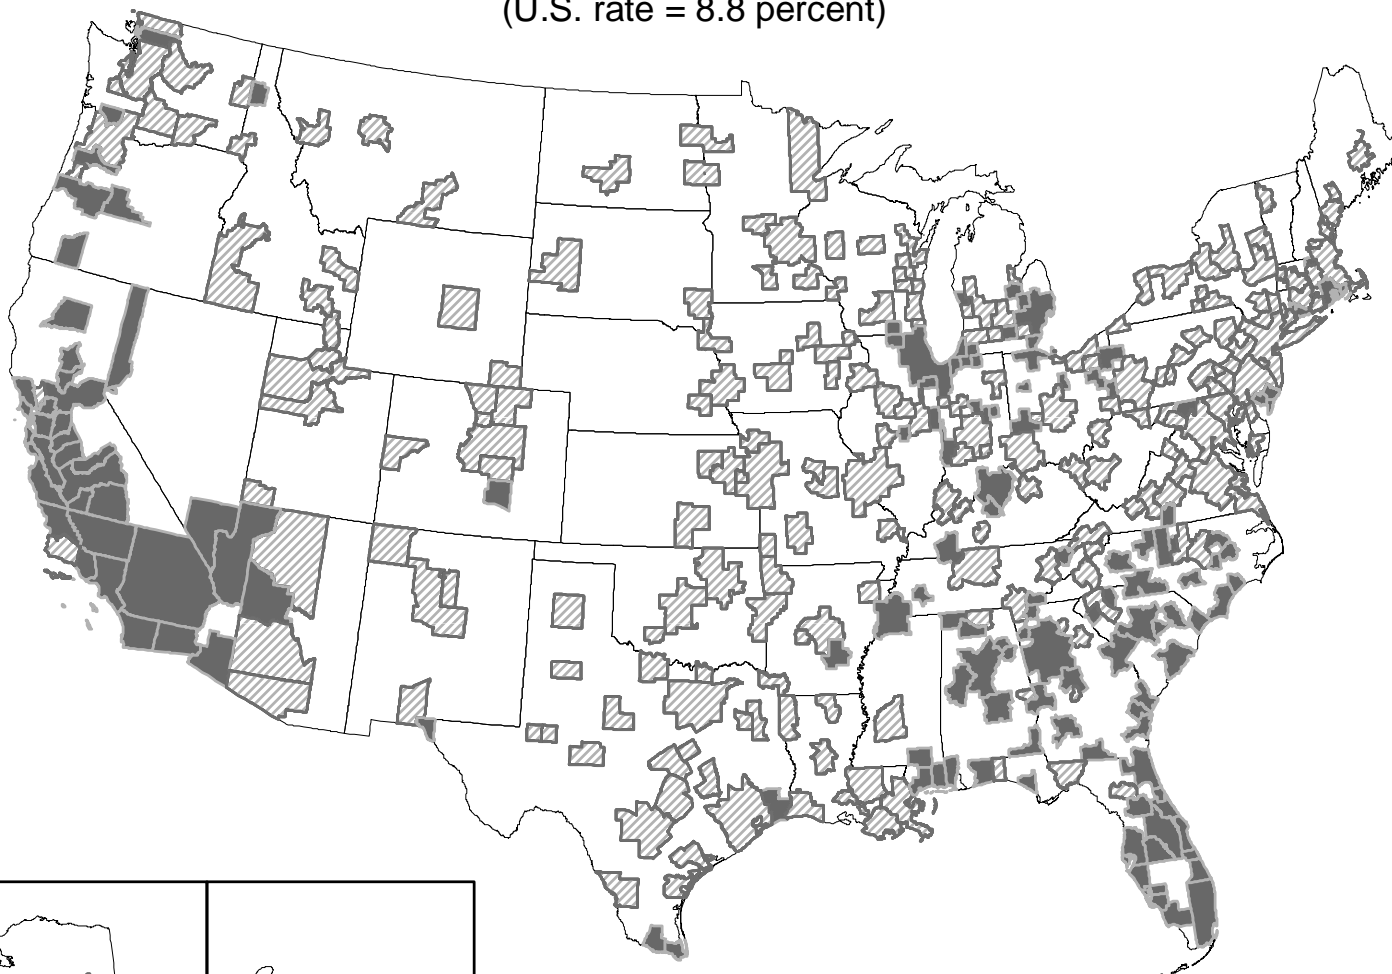 (U.S. rate = 8.8 percent)